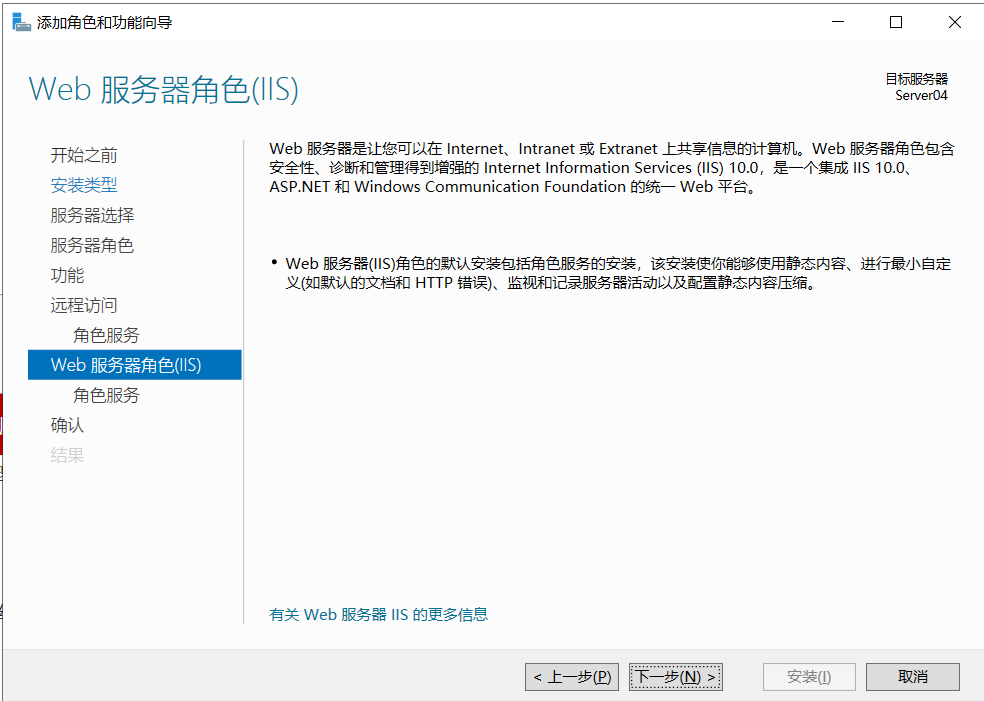 添加角色和功能向导
Web 服务器角色(IIS)
目标服务器
Server04
开始之前
安装类型
服务器选择
服务器角色
功能
远程访问
角色服务
Web 服务器角色(IIS)
角色服务
确认
结果
Web 服务器是让您可以在 Internet、Intranet 或 Extranet 上共享信息的计算机。Web 服务器角色包含
安全性、诊断和管理得到增强的 Internet Information Services (IIS) 10.0，是一个集成 IIS 10.0、
ASP.NET 和 Windows Communication Foundation 的统一 Web 平台。
• Web 服务器(IIS)角色的默认安装包括角色服务的安装，该安装使你能够使用静态内容、进行最小自定
义(如默认的文档和 HTTP 错误)、监视和记录服务器活动以及配置静态内容压缩。
有关 Web 服务器 IIS 的更多信息
< 上一步(P)
下一步(N) >
安装(I)
取消